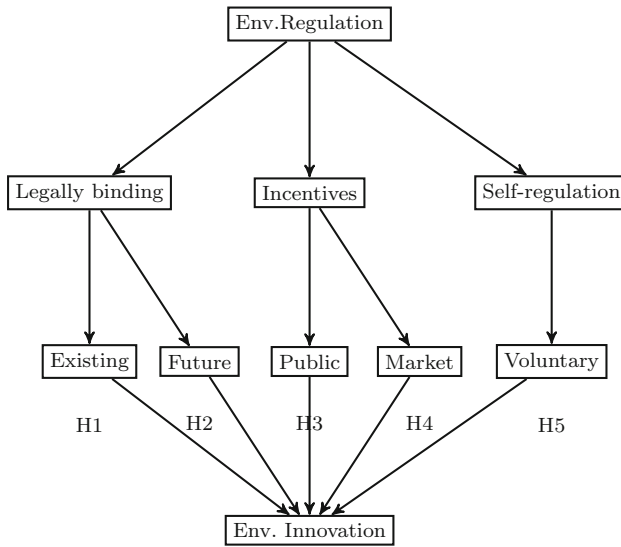 Env.Regulation
Legally binding
Incentives
Self-regulation
Existing
Future
Public
Market
Voluntary
H1
H2
H3
H4
H5
Env. Innovation